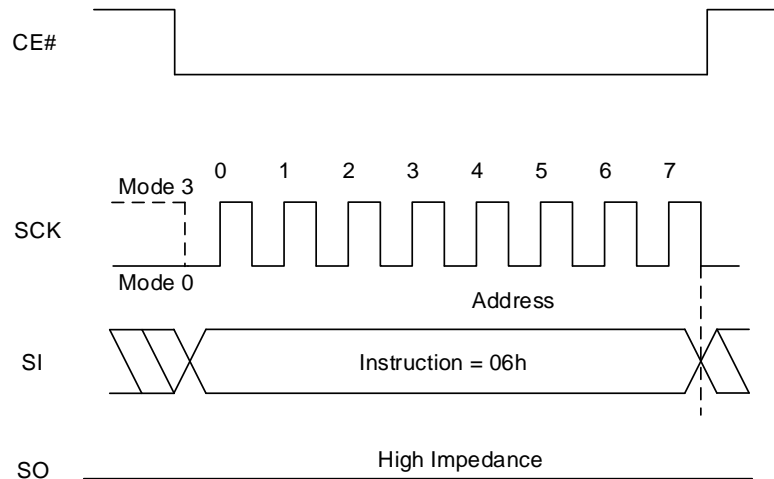 CE#
0 1 2 3 4 5 6 7
Mode 3
SCK
Mode 0
Address
SI
Instruction = 06h
High Impedance
SO